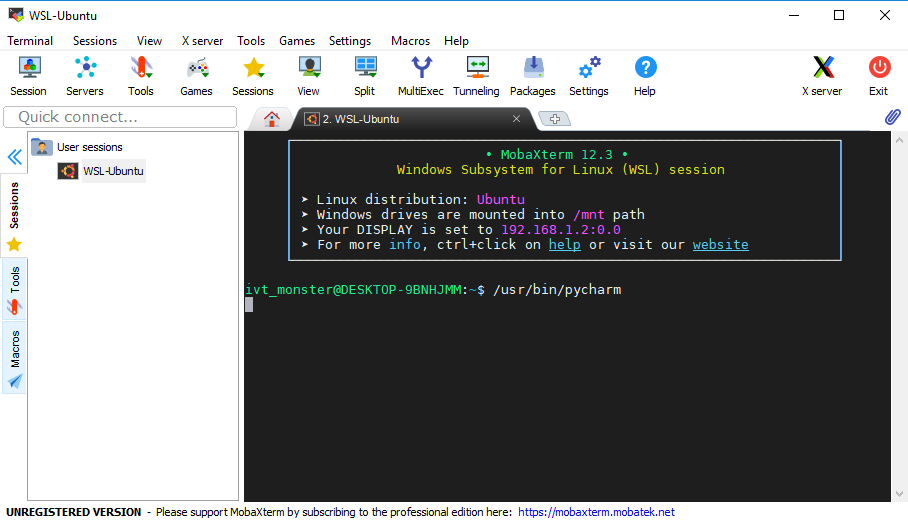 WSL-Ubuntu
Terminal Sessions View X server Tools Games Settings Macros Help
Session Servers Tools Games Sessions View Split MultiExec Tunneling Packages Settings Help X server Exit
Quick connect...
2. WSL-Ubuntu
User sessions
WSL-Ubuntu
Sessions
Tools
Macros
• MobaXterm 12.3 •
Windows Subsystem for Linux (WSL) session
➤ Linux distribution: Ubuntu
➤ Windows drives are mounted into /mnt path
➤ Your DISPLAY is set to 192.168.1.2:0.0
➤ For more info, ctrl+click on help or visit our website
ivt_monster@DESKTOP-9BNHJMM:~$ /usr/bin/pycharm
UNREGISTERED VERSION - Please support MobaXterm by subscribing to the professional edition here: https://mobaxterm.mobatek.net